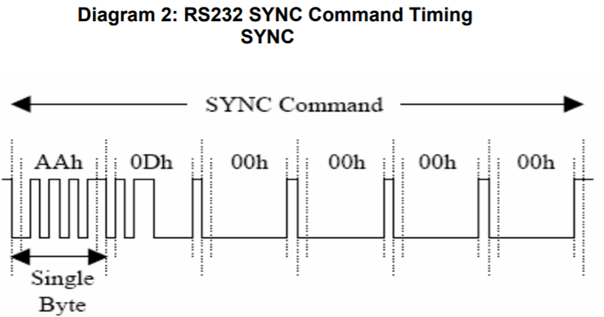 Diagram 2: RS232 SYNC Command Timing
SYNC
SYNC Command
AAh 0Dh 00h 00h 00h 00h
Single
Byte